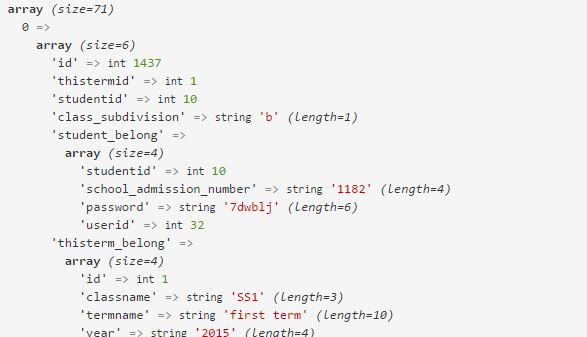 array (size=71)
0 =>
array (size=6)
'id' => int 1437
'thistermid' => int 1
'studentid' => int 10
'class_subdivision' => string 'b' (length=1)
'student_belong' =>
array (size=4)
'studentid' => int 10
'school_admission_number' => string '1182' (length=4)
'password' => string '7dwblj' (length=6)
'userid' => int 32
'thisterm_belong' =>
array (size=4)
'id' => int 1
'classname' => string 'SS1' (length=3)
'termname' => string 'first term' (length=10)
'year' => string '2015' (length=4)